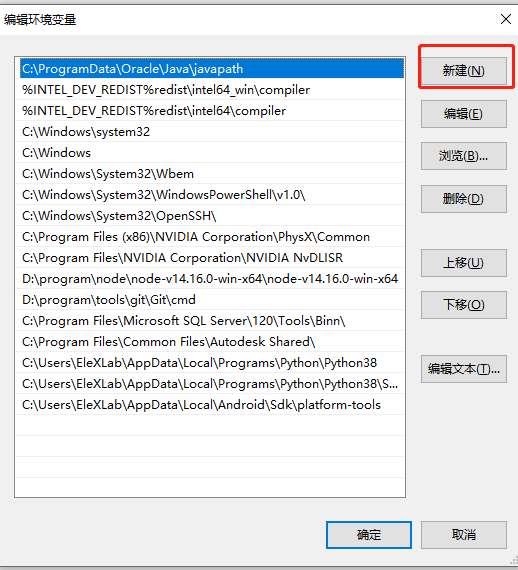 编辑环境变量
C:\ProgramData\Oracle\Java\javapath
%INTEL_DEV_REDIST%redist\intel64_win\compiler
%INTEL_DEV_REDIST%redist\intel64\compiler
C:\Windows\system32
C:\Windows
C:\Windows\System32\Wbem
C:\Windows\System32\WindowsPowerShell\v1.0\
C:\Windows\System32\OpenSSH\
C:\Program Files (x86)\NVIDIA Corporation\PhysX\Common
C:\Program Files\NVIDIA Corporation\NVIDIA NvDLISR
D:\program\node\node-v14.16.0-win-x64\node-v14.16.0-win-x64
D:\program\tools\git\Git\cmd
C:\Program Files\Microsoft SQL Server\120\Tools\Binn\
C:\Program Files\Common Files\Autodesk Shared\
C:\Users\EleXLab\AppData\Local\Programs\Python\Python38
C:\Users\EleXLab\AppData\Local\Programs\Python\Python38\S...
C:\Users\EleXLab\AppData\Local\Android\Sdk\platform-tools
新建(N)
编辑(E)
浏览(B)...
删除(D)
上移(U)
下移(O)
编辑文本(T)...
确定
取消